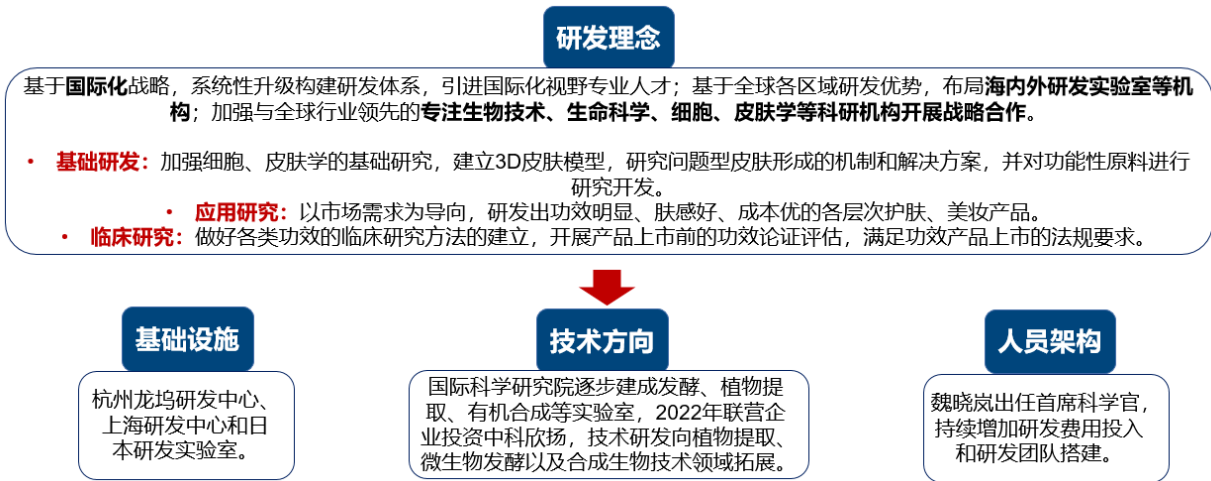 研发理念
基于国际化战略，系统性升级构建研发体系，引进国际化视野专业人才；基于全球各区域研发优势，布局海内外研发实验室等机
构；加强与全球行业领先的专注生物技术、生命科学、细胞、皮肤学等科研机构开展战略合作。
• 基础研发：加强细胞、皮肤学的基础研究，建立3D皮肤模型，研究问题型皮肤形成的机制和解决方案，并对功能性原料进行
研究开发。
• 应用研究：以市场需求为导向，研发出功效明显、肤感好、成本优的各层次护肤、美妆产品。
• 临床研究：做好各类功效的临床研究方法的建立，开展产品上市前的功效论证评估，满足功效产品上市的法规要求。
基础设施
杭州龙坞研发中心、
上海研发中心和日
本研发实验室。
技术方向
国际科学研究院逐步建成发酵、植物提
取、有机合成等实验室，2022年联营企
业投资中科欣扬，技术研发向植物提取、
微生物发酵以及合成生物技术领域拓展。
人员架构
魏晓岚出任首席科学官，
持续增加研发费用投入
和研发团队搭建。